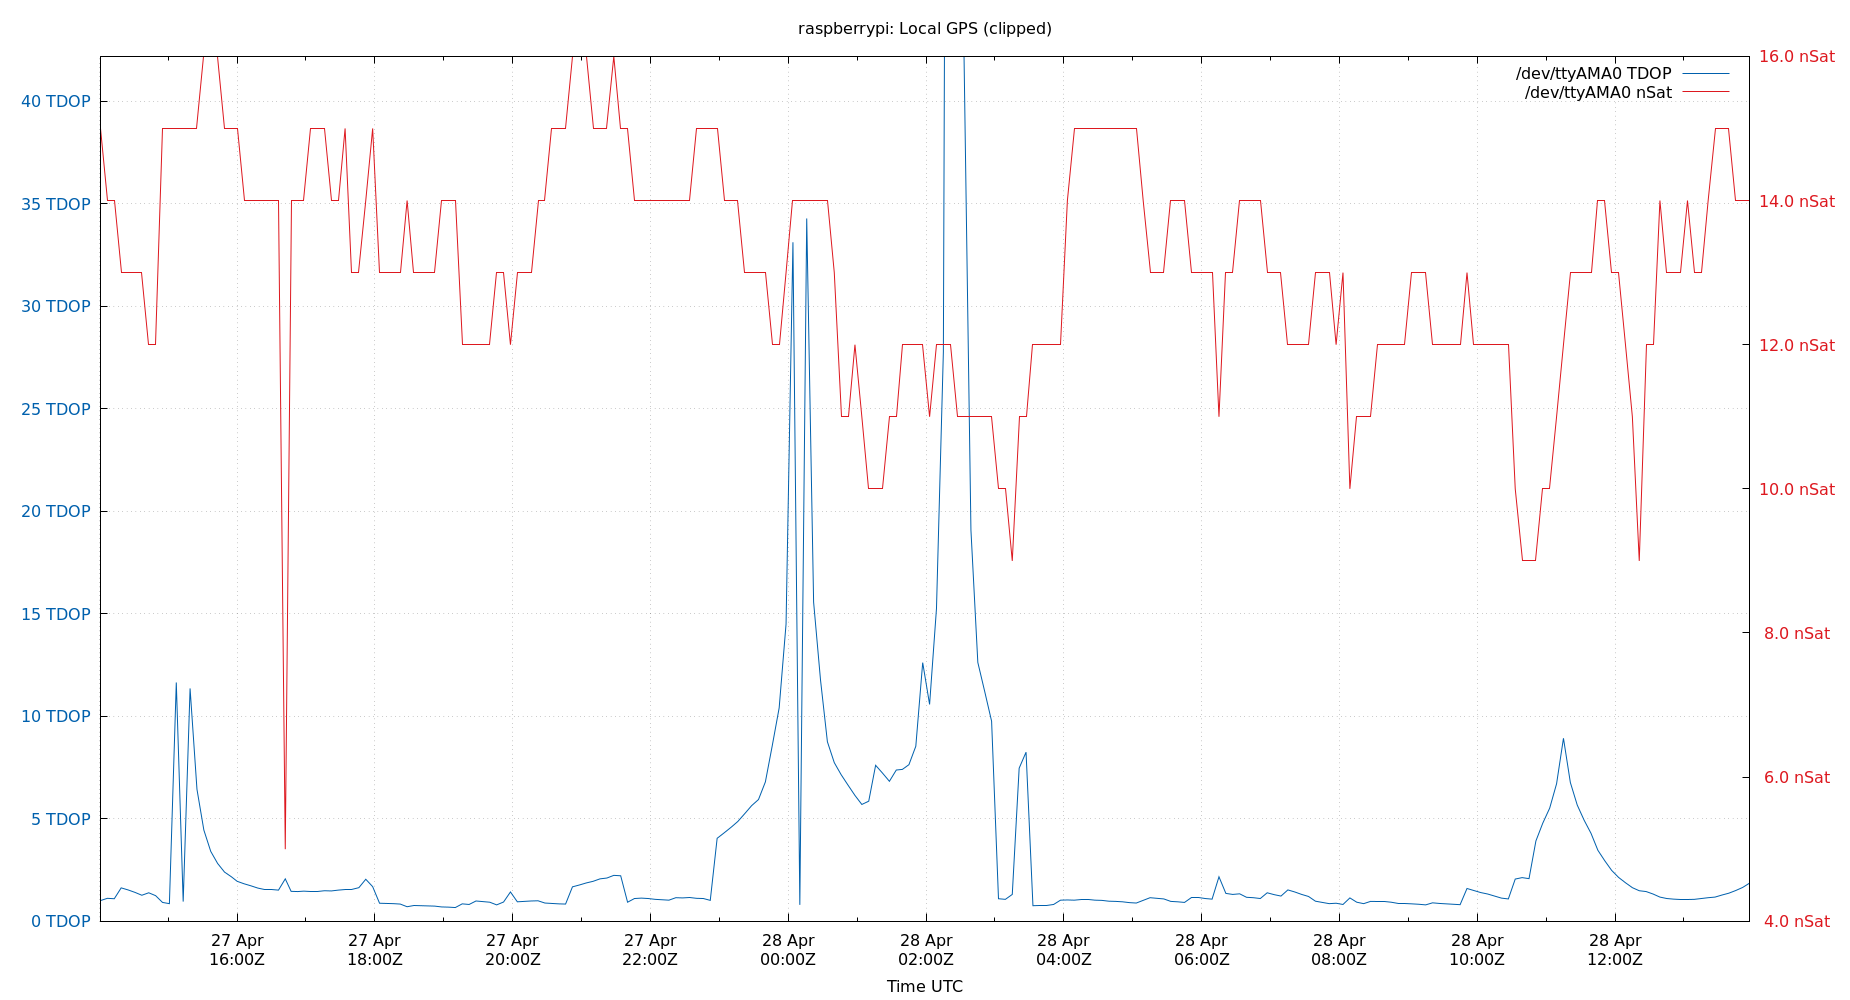 raspberrypi: Local GPS (clipped)
/dev/ttyAMA0 TDOP
/dev/ttyAMA0 nSat
40 TDOP
35 TDOP
30 TDOP
25 TDOP
20 TDOP
15 TDOP
10 TDOP
5 TDOP
0 TDOP
16.0 nSat
14.0 nSat
12.0 nSat
10.0 nSat
8.0 nSat
6.0 nSat
4.0 nSat
27 Apr
16:00Z
27 Apr
18:00Z
27 Apr
20:00Z
27 Apr
22:00Z
28 Apr
00:00Z
28 Apr
02:00Z
28 Apr
04:00Z
28 Apr
06:00Z
28 Apr
08:00Z
28 Apr
10:00Z
28 Apr
12:00Z
Time UTC